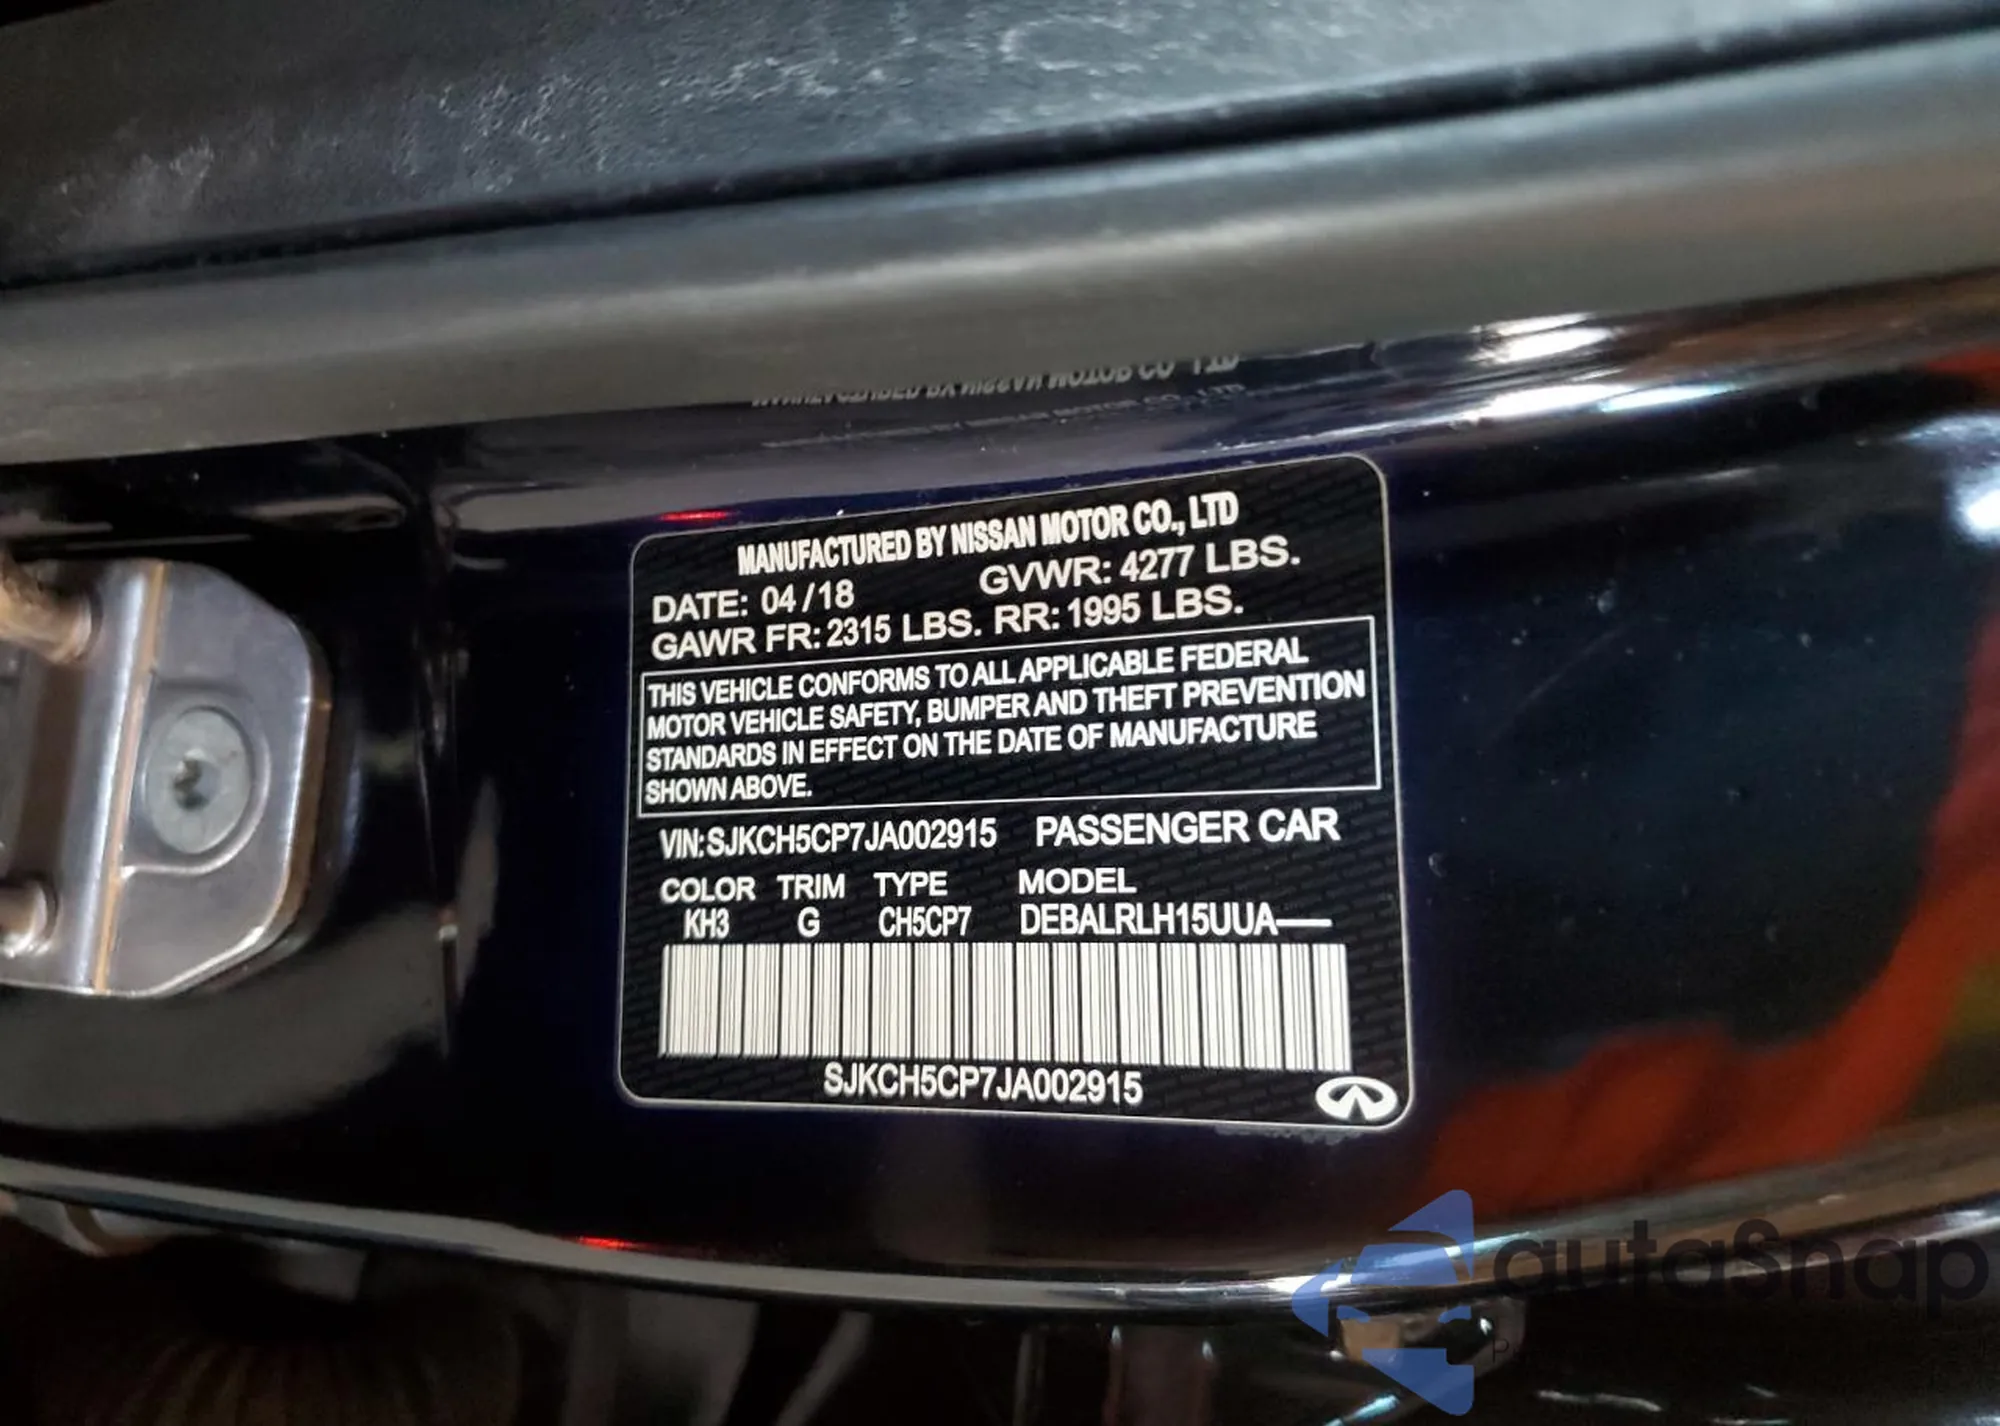 MANUFACTURED BY NISSAN MOTOR CO., LTD
DATE: 04/18 GVWR: 4277 LBS.
GAWR FR: 2315 LBS. RR: 1995 LBS.
THIS VEHICLE CONFORMS TO ALL APPLICABLE FEDERAL
MOTOR VEHICLE SAFETY, BUMPER AND THEFT PREVENTION
STANDARDS IN EFFECT ON THE DATE OF MANUFACTURE
SHOWN ABOVE.
VIN: SJKCH5CP7JA002915 PASSENGER CAR
COLOR TRIM TYPE MODEL
KH3 G CH5CP7 DEBALRLH15UUA——
SJKCH5CP7JA002915
autasnap